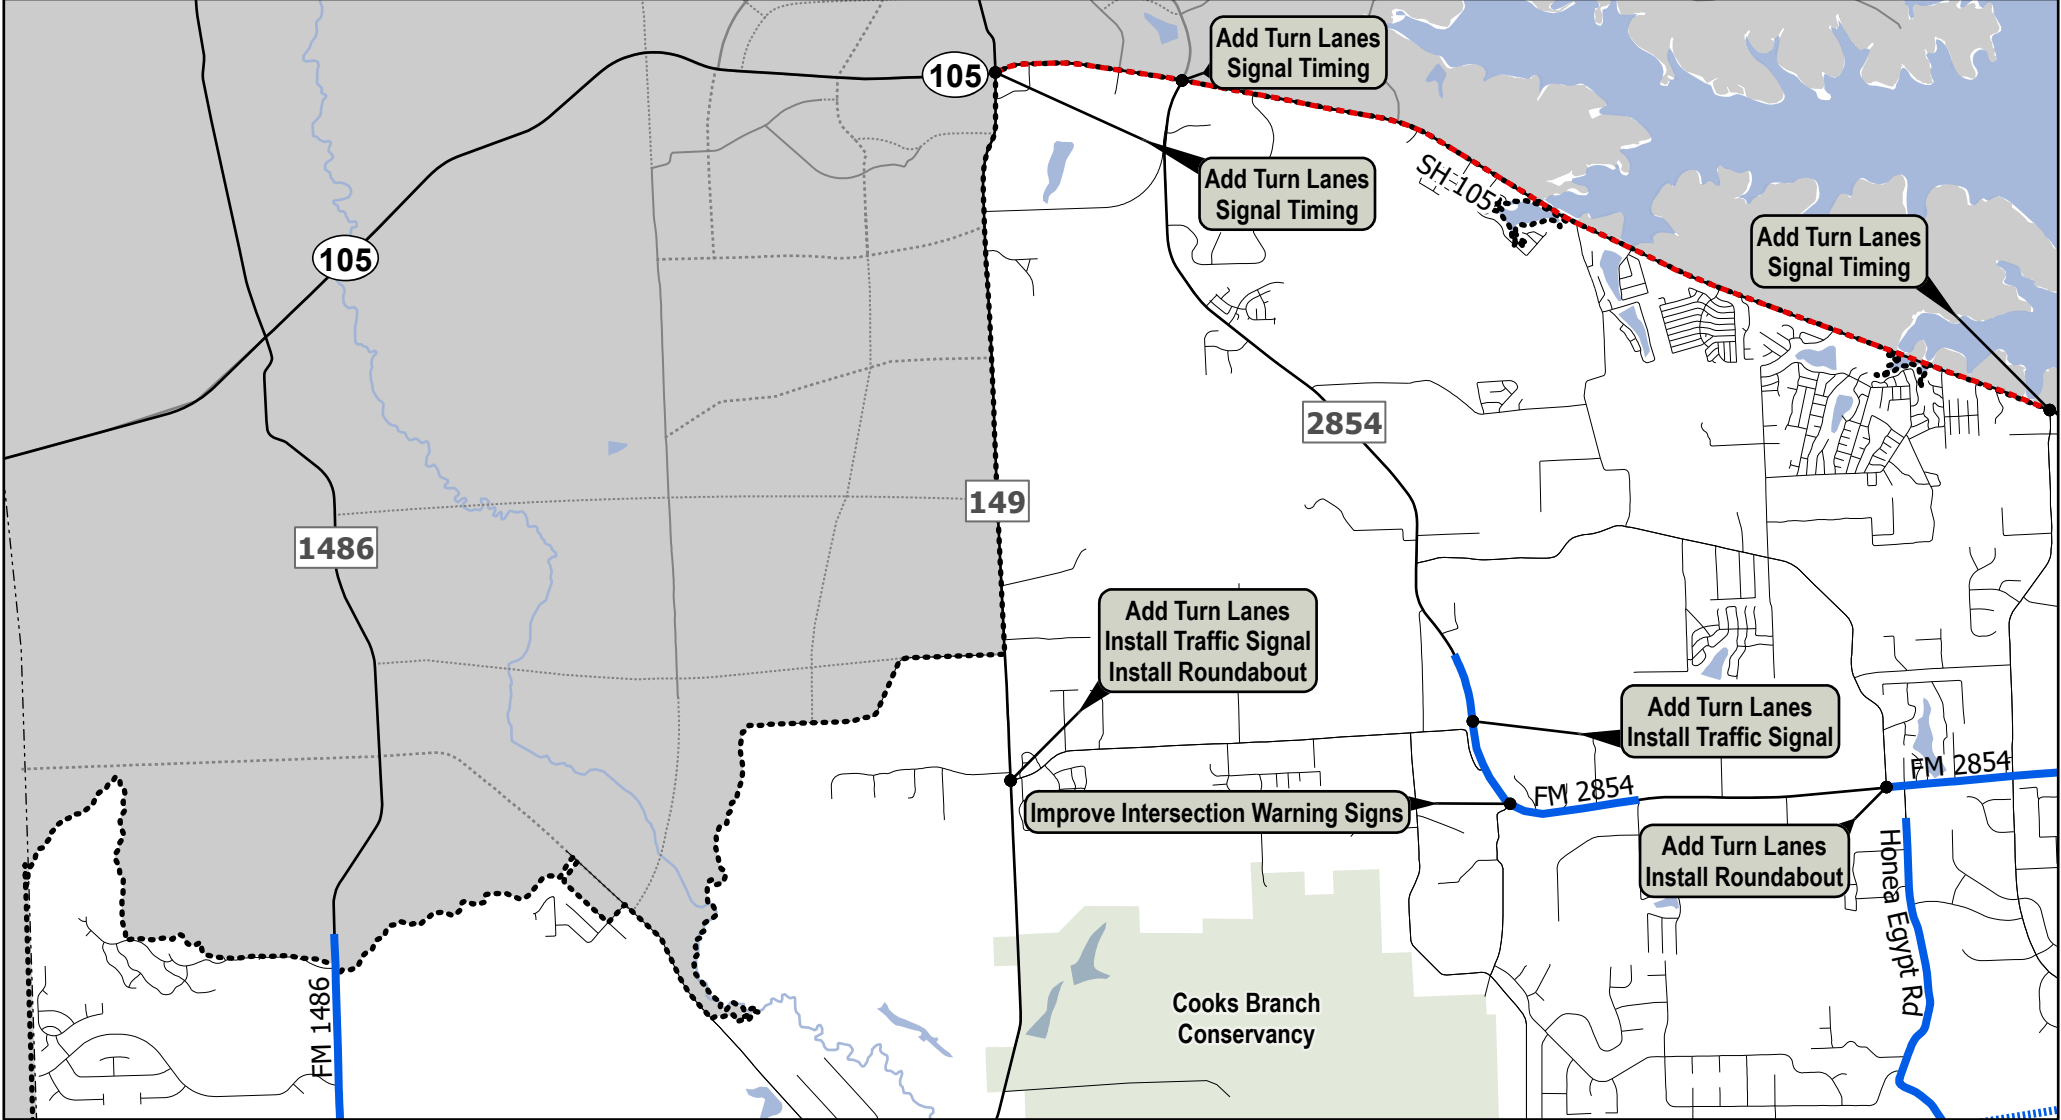 Add Turn Lanes
Signal Timing
105
Add Turn Lanes
Signal Timing
SH-105
Add Turn Lanes
Signal Timing
105
2854
149
1486
Add Turn Lanes
Install Traffic Signal
Install Roundabout
Add Turn Lanes
Install Traffic Signal
FM 2854
FM 2854
Improve Intersection Warning Signs
Add Turn Lanes
Install Roundabout
Honea Egypt Rd
FM 1486
Cooks Branch
Conservancy